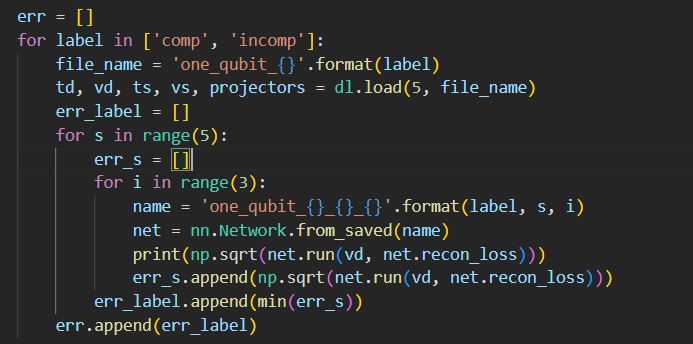 err = []
for label in ['comp', 'incomp']:
    file_name = 'one_qubit_{}'.format(label)
    td, vd, ts, vs, projectors = dl.load(5, file_name)
    err_label = []
    for s in range(5):
        err_s = []
        for i in range(3):
            name = 'one_qubit_{}_{}_{}'.format(label, s, i)
            net = nn.Network.from_saved(name)
            print(np.sqrt(net.run(vd, net.recon_loss)))
            err_s.append(np.sqrt(net.run(vd, net.recon_loss)))
        err_label.append(min(err_s))
    err.append(err_label)